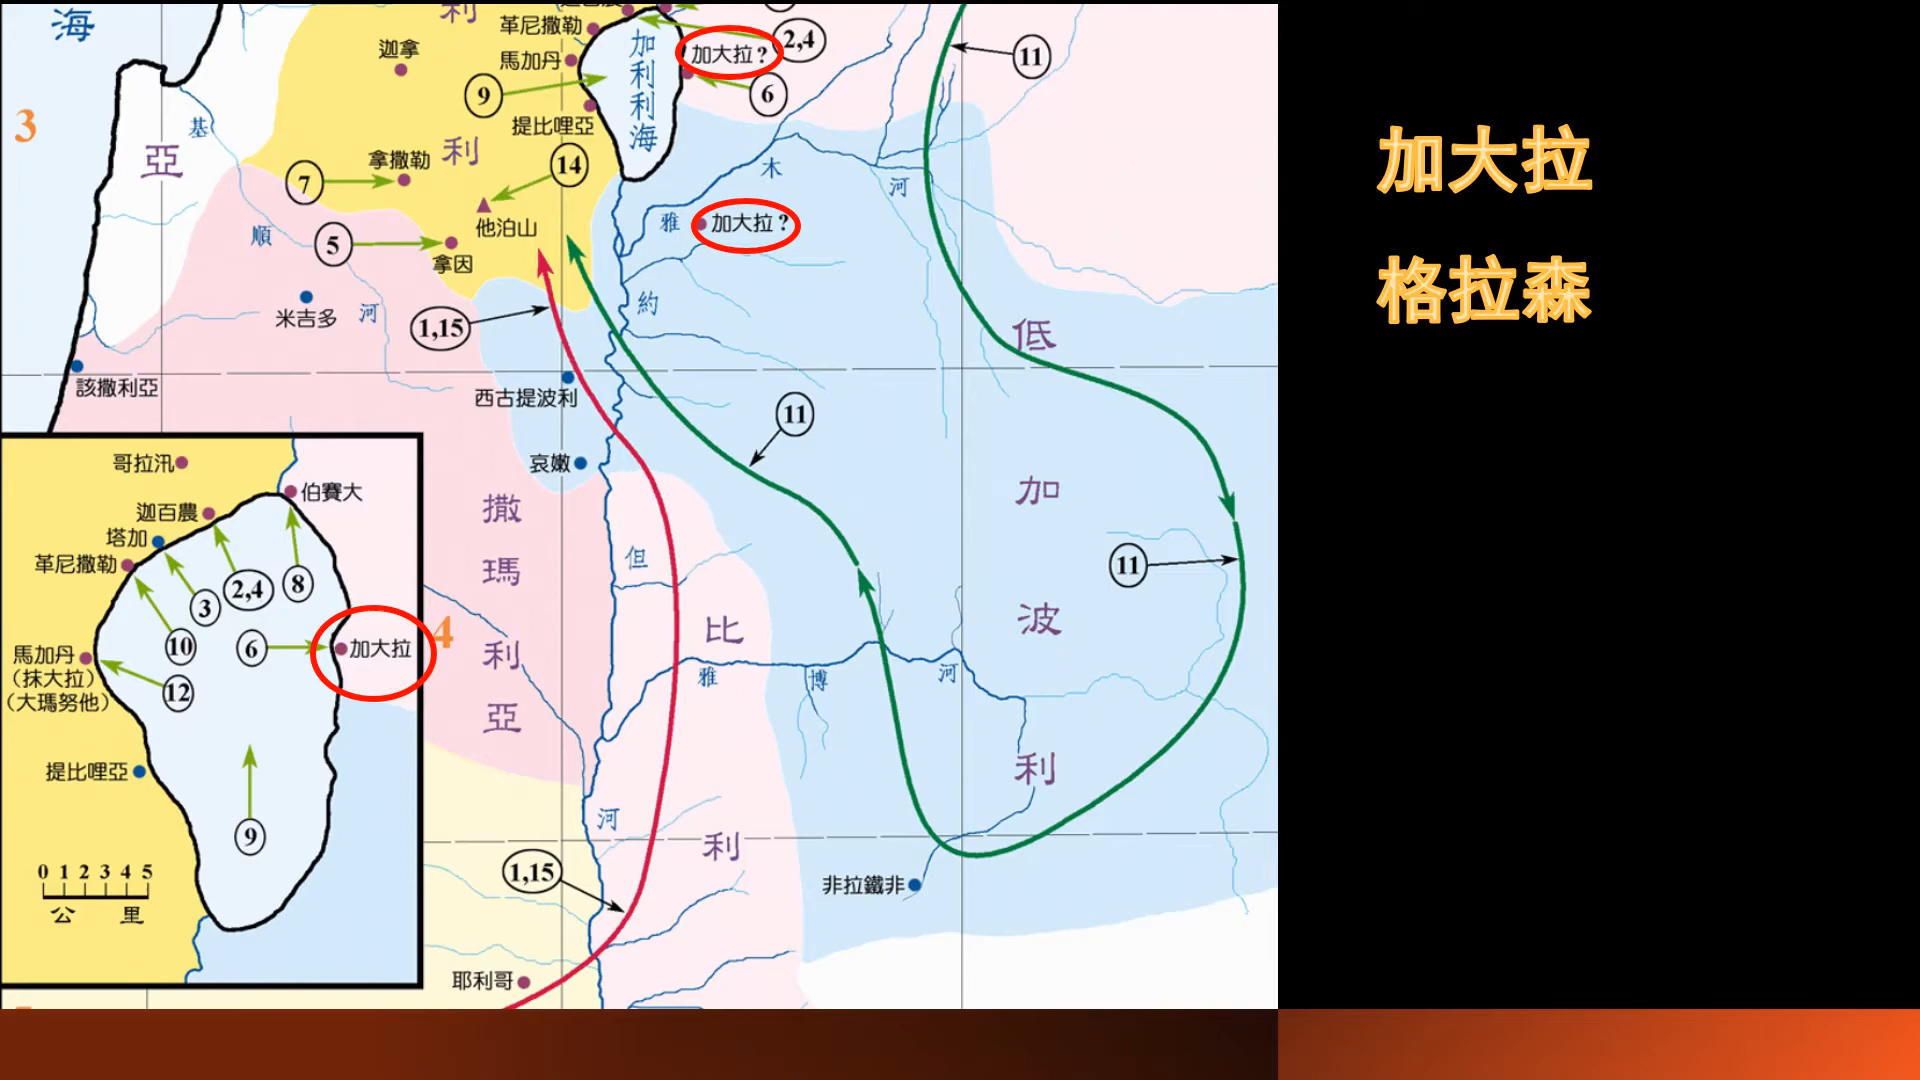 海
利
革尼撒勒
迦拿
馬加丹
加利利海
加大拉?
2,4
11
9
6
3
基
提比哩亞
亞
利
拿撒勒
14
木
7
河
他泊山
雅
加大拉?
順
5
拿因
約
米吉多
河
1,15
低
該撒利亞
西古提波利
11
哀嫩
加
撒
瑪
利
亞
但
11
比
波
雅
博
河
利
河
利
1,15
非拉鐵非
耶利哥
哥拉汛
伯賽大
迦百農
塔加
革尼撒勒
2,4
8
3
10
6
加大拉
4
馬加丹
(抹大拉)
(大瑪努他)
12
提比哩亞
9
0 1 2 3 4 5
公 里
加大拉
格拉森